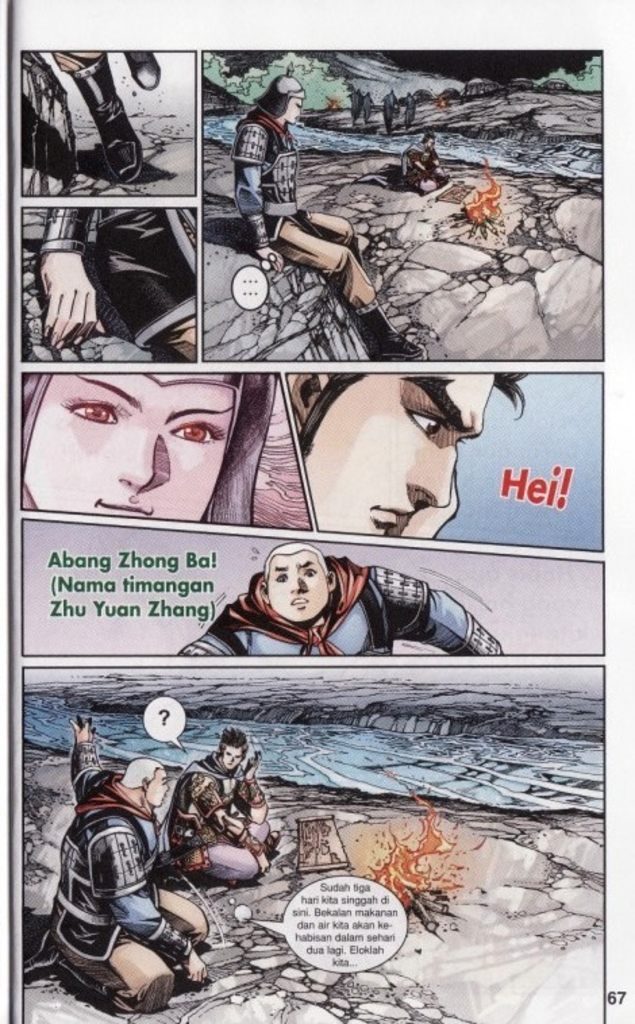 ...
...
Hei!
Abang Zhong Ba!
(Nama timangan
Zhu Yuan Zhang)
?
Sudah tiga
hari kita singgah di
sini. Bekalan makanan
dan air kita akan ke-
habisan dalam sehari
dua lagi. Eloklah
kita...
67